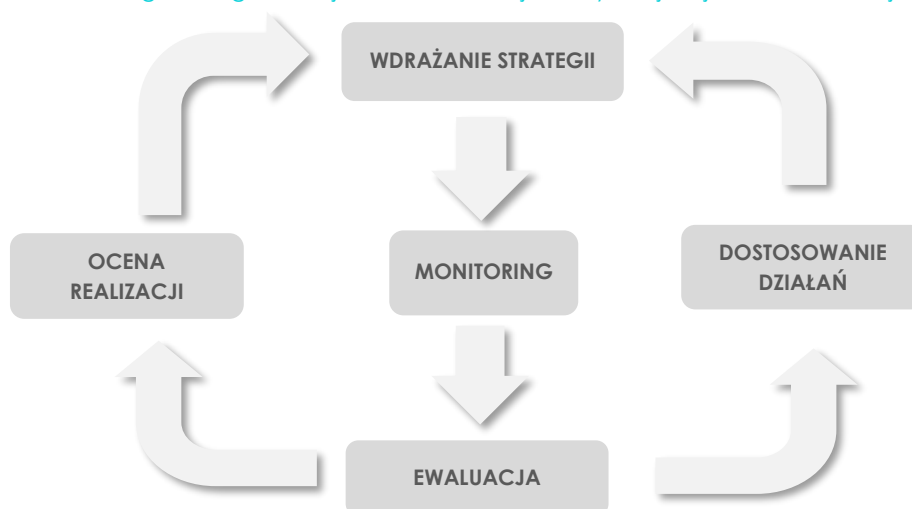 WDRAŻANIE STRATEGII
OCENA
REALIZACJI
MONITORING
DOSTOSOWANIE
DZIAŁAŃ
EWALUACJA